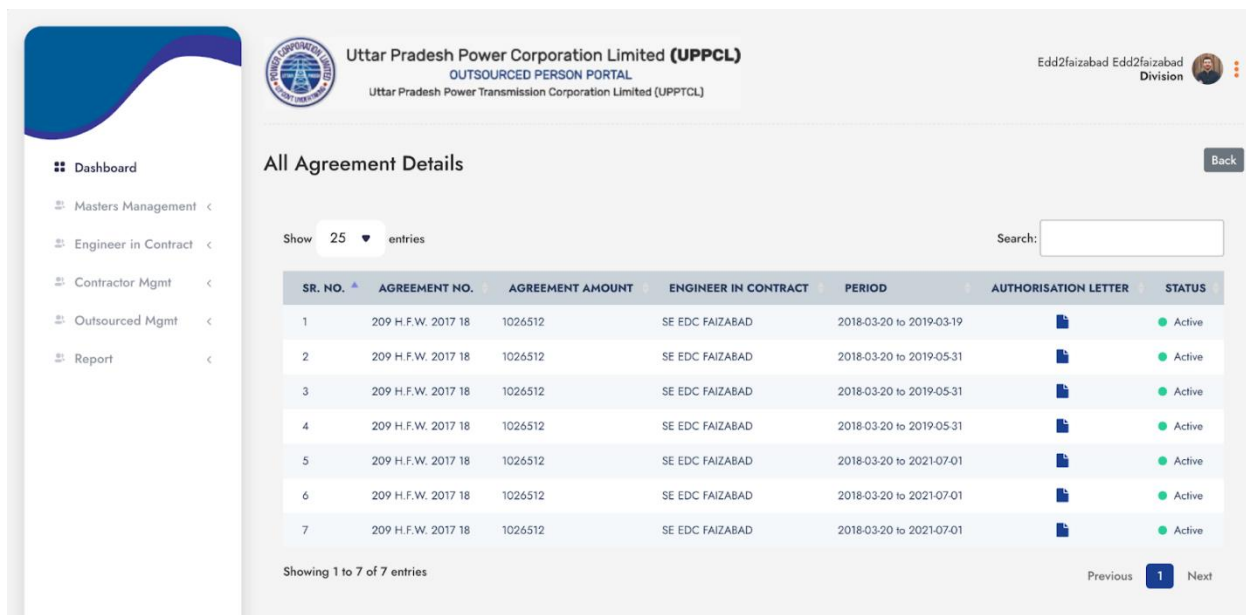 Uttar Pradesh Power Corporation Limited (UPPCL)
OUTSOURCED PERSON PORTAL
Uttar Pradesh Power Transmission Corporation Limited (UPPTCL)
Edd2faizabad Edd2faizabad
Division
Dashboard
Masters Management
Engineer in Contract
Contractor Mgmt
Outsourced Mgmt
Report
All Agreement Details
Back
Show 25 entries
Search:
SR. NO. AGREEMENT NO. AGREEMENT AMOUNT ENGINEER IN CONTRACT PERIOD AUTHORISATION LETTER STATUS
1 209 H.F.W. 2017 18 1026512 SE EDC FAIZABAD 2018-03-20 to 2019-03-19 Active
2 209 H.F.W. 2017 18 1026512 SE EDC FAIZABAD 2018-03-20 to 2019-05-31 Active
3 209 H.F.W. 2017 18 1026512 SE EDC FAIZABAD 2018-03-20 to 2019-05-31 Active
4 209 H.F.W. 2017 18 1026512 SE EDC FAIZABAD 2018-03-20 to 2019-05-31 Active
5 209 H.F.W. 2017 18 1026512 SE EDC FAIZABAD 2018-03-20 to 2021-07-01 Active
6 209 H.F.W. 2017 18 1026512 SE EDC FAIZABAD 2018-03-20 to 2021-07-01 Active
7 209 H.F.W. 2017 18 1026512 SE EDC FAIZABAD 2018-03-20 to 2021-07-01 Active
Showing 1 to 7 of 7 entries
Previous 1 Next